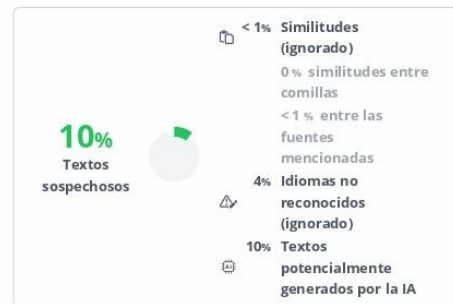 10%
Textos
sospechosos
< 1% Similitudes
(ignorado)
0 % similitudes entre
comillas
< 1 % entre las
fuentes
mencionadas
4% Idiomas no
reconocidos
(ignorado)
10% Textos
potencialmente
generados por la IA